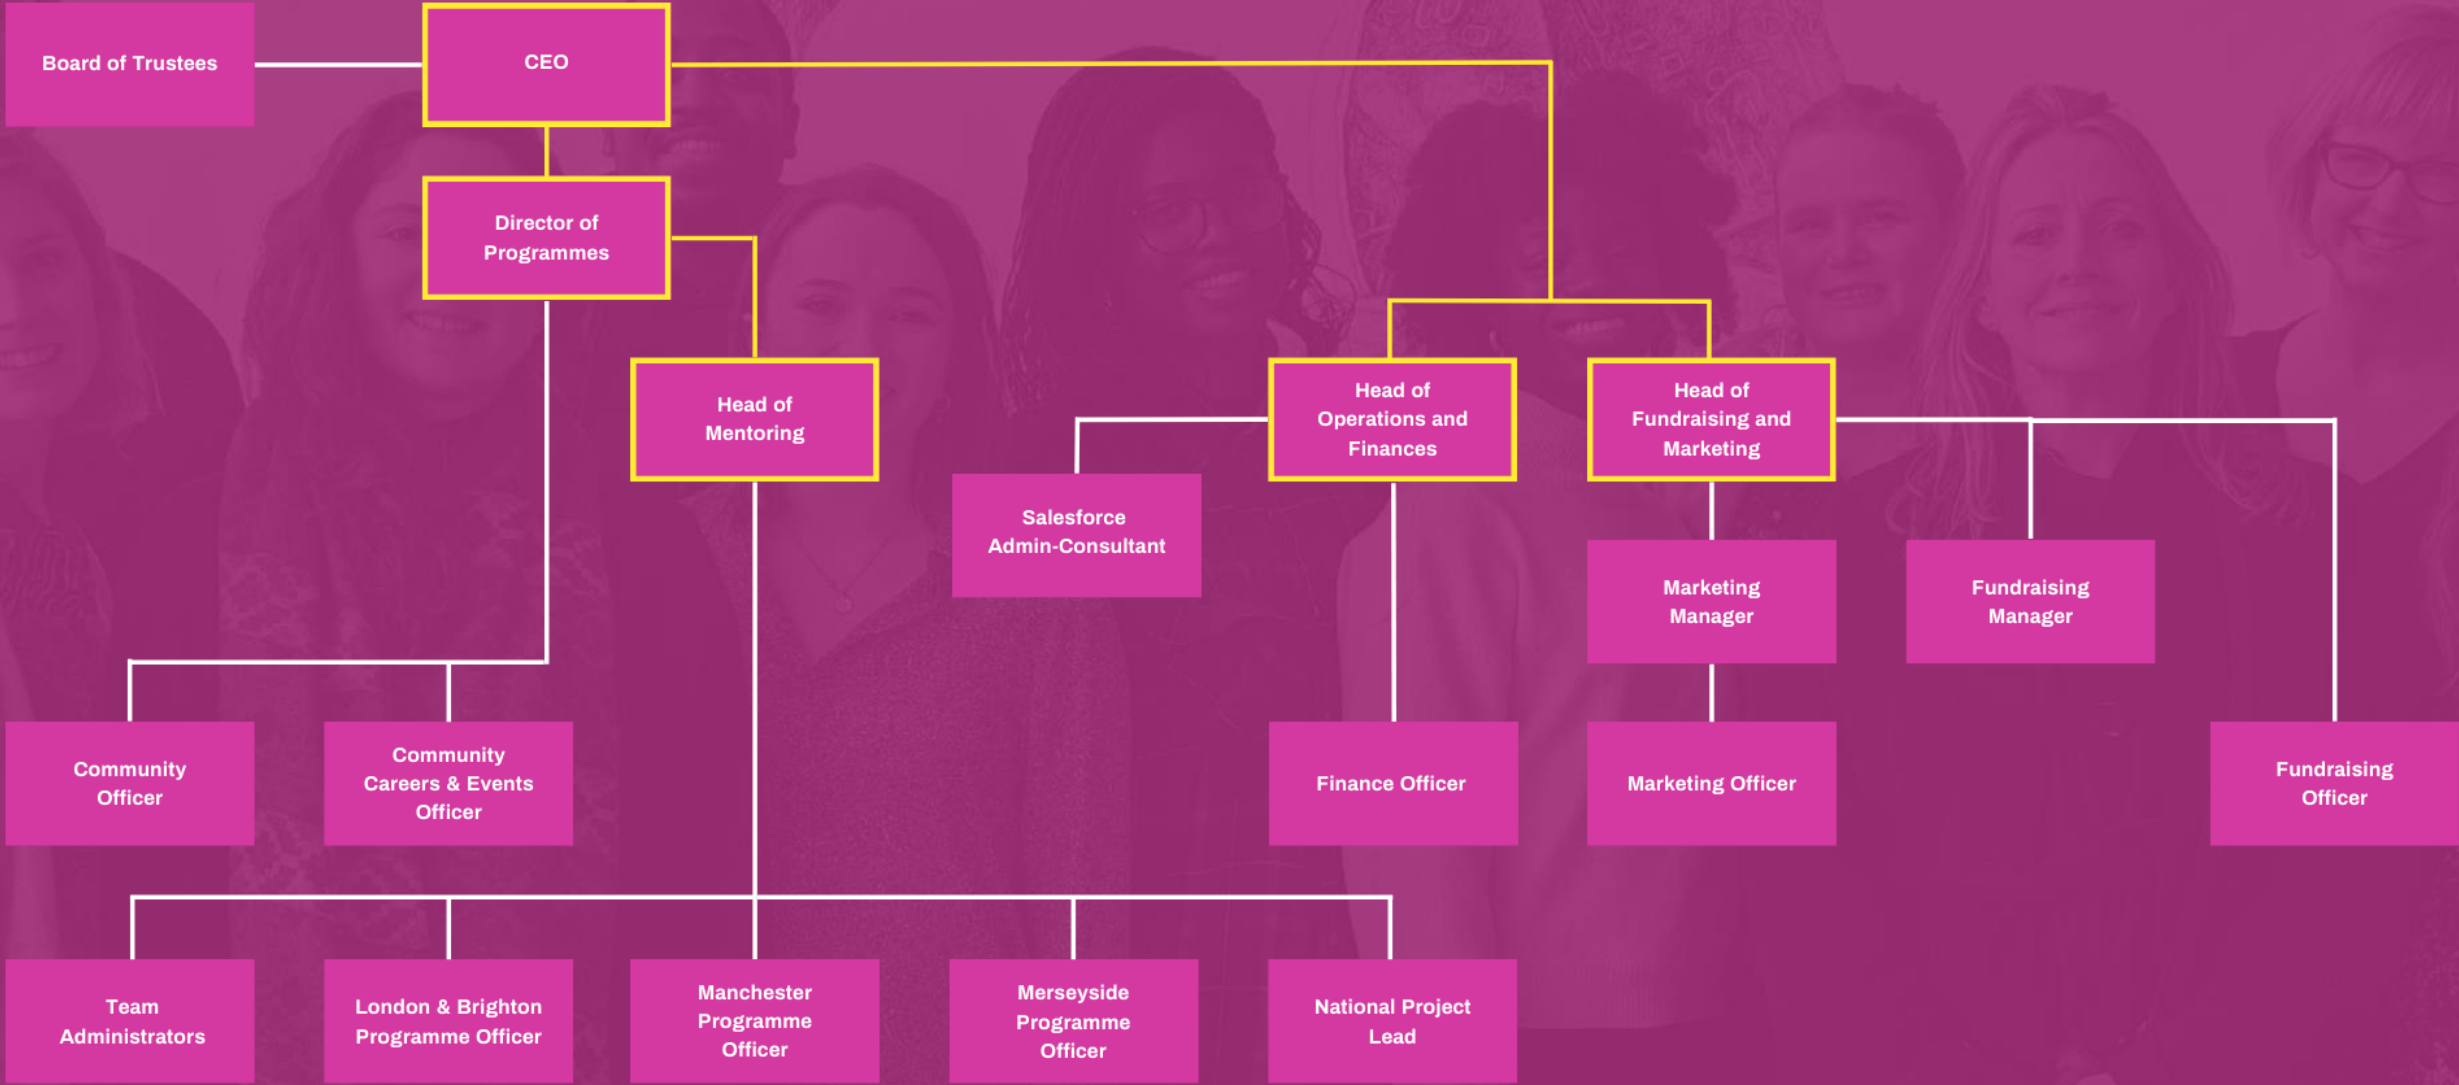 Board of Trustees
CEO
Director of
Programmes
Head of
Mentoring
Head of
Operations and
Finances
Head of
Fundraising and
Marketing
Salesforce
Admin-Consultant
Marketing
Manager
Fundraising
Manager
Community
Officer
Community
Careers & Events
Officer
Finance Officer
Marketing Officer
Fundraising
Officer
Team
Administrators
London & Brighton
Programme Officer
Manchester
Programme
Officer
Merseyside
Programme
Officer
National Project
Lead